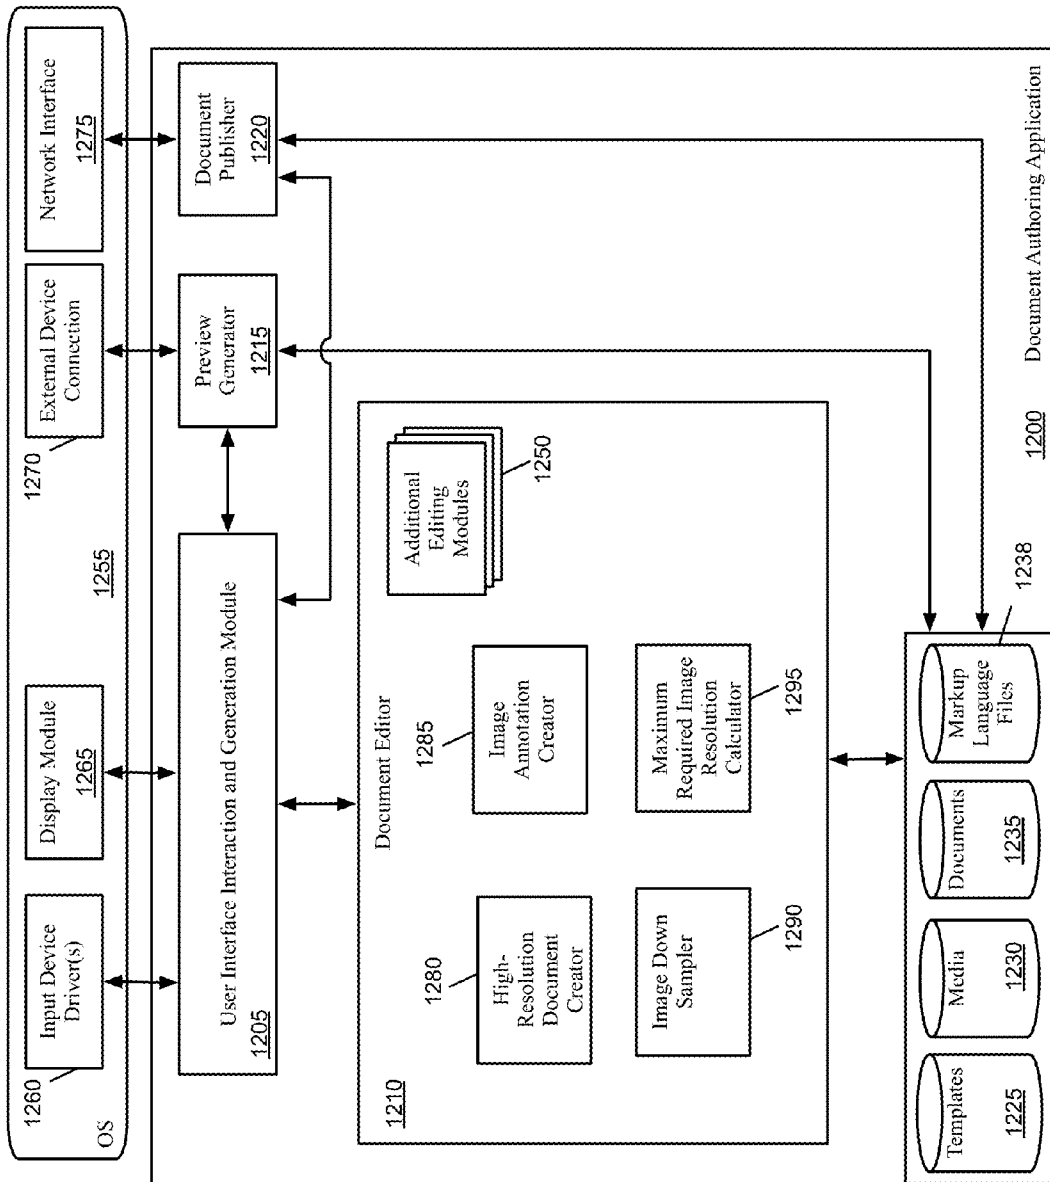 OS
1255
1260
Input Device
Driver(s)
Display Module
1265
1270
External Device
Connection
Network Interface
1275
User Interface Interaction and Generation Module
1205
Preview
Generator
1215
Document
Publisher
1220
1210
Document Editor
1280
High-
Resolution
Document
Creator
1285
Image
Annotation
Creator
Additional
Editing
Modules
1250
Image Down
Sampler
1290
Maximum
Required Image
Resolution
Calculator
1295
Templates
1225
Media
1230
Documents
1235
Markup
Language
Files
1238
1200
Document Authoring Application